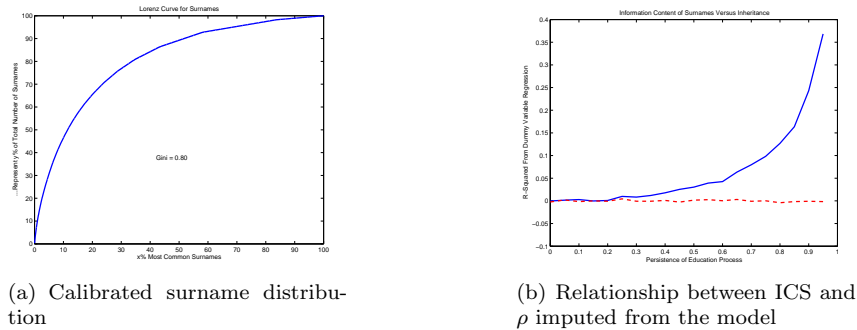 Lorenz Curve for Surnames
100
90
80
70
60
50
40
30
20
10
0
...Represent y% of Total Number of Surnames
Gini = 0.80
0 10 20 30 40 50 60 70 80 90 100
x% Most Common Surnames
(a) Calibrated surname distribu-
tion
Information Content of Surnames Versus Inheritance
0.4
0.35
0.3
0.25
0.2
0.15
0.1
0.05
0
−0.05
−0.1
R−Squared From Dummy Variable Regression
0 0.1 0.2 0.3 0.4 0.5 0.6 0.7 0.8 0.9 1
Persistence of Education Process
(b) Relationship between ICS and
ρ imputed from the model